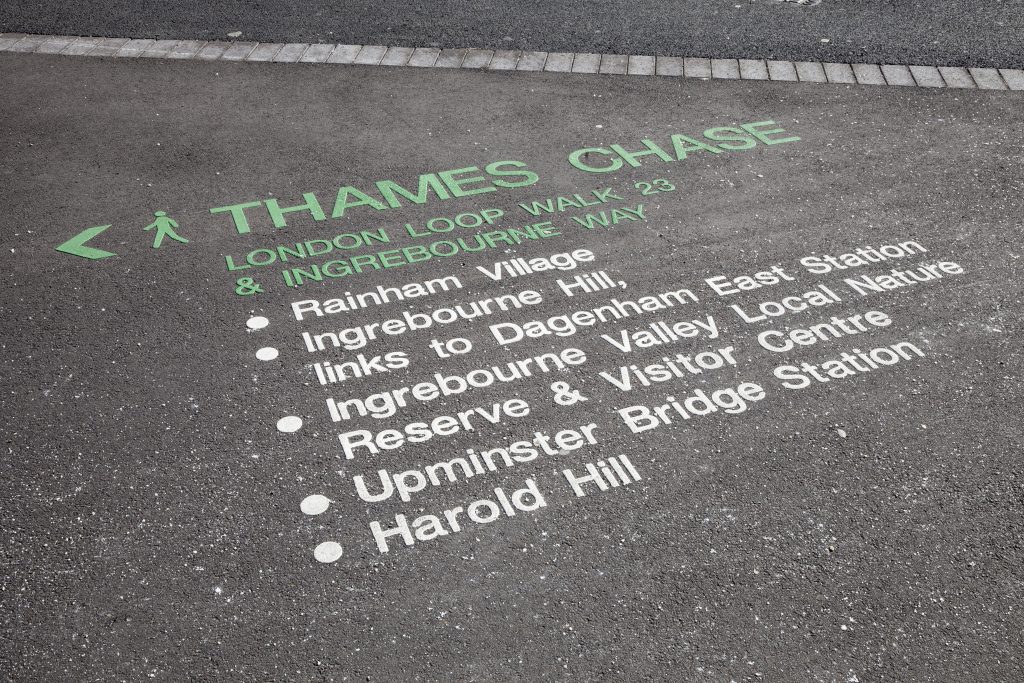 THAMES CHASE
LONDON LOOP WALK 23
& INGREBOURNE WAY
Rainham Village
Ingrebourne Hill,
links to Dagenham East Station
Ingrebourne Valley Local Nature
Reserve & Visitor Centre
Upminster Bridge Station
Harold Hill